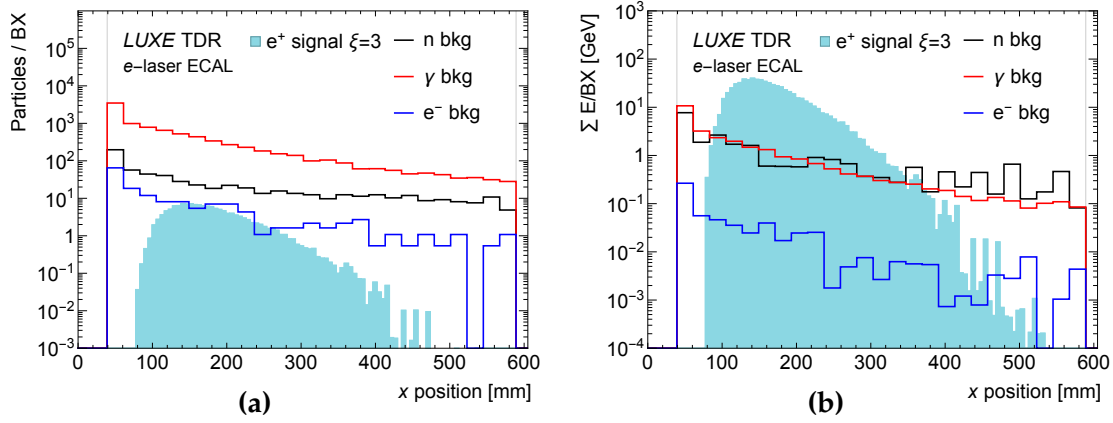 Particles / BX
10⁵
10⁴
10³
10²
10
1
10⁻¹
10⁻²
10⁻³
LUXE TDR
e−laser ECAL
e⁺ signal ξ=3
n bkg
γ bkg
e⁻ bkg
0 100 200 300 400 500 600
x position [mm]
(a)
Σ E/BX [GeV]
10³
10²
10¹
10⁰
10⁻¹
10⁻²
10⁻³
10⁻⁴
LUXE TDR
e−laser ECAL
e⁺ signal ξ=3
n bkg
γ bkg
e⁻ bkg
0 100 200 300 400 500 600
x position [mm]
(b)